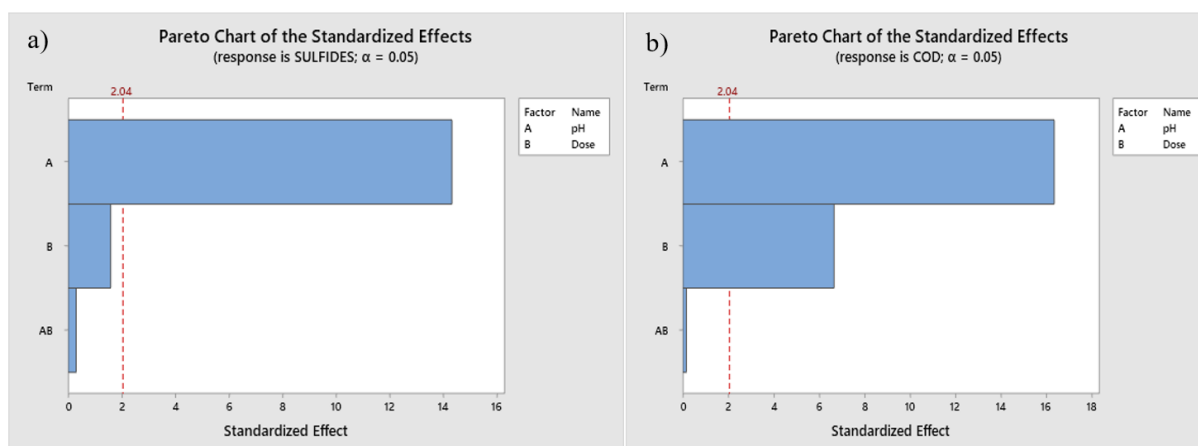 a)
Pareto Chart of the Standardized Effects
(response is SULFIDES; α = 0.05)
Term
2.04
Factor Name
A pH
B Dose
A
B
AB
0 2 4 6 8 10 12 14 16
Standardized Effect
b)
Pareto Chart of the Standardized Effects
(response is COD; α = 0.05)
Term
2.04
Factor Name
A pH
B Dose
A
B
AB
0 2 4 6 8 10 12 14 16 18
Standardized Effect